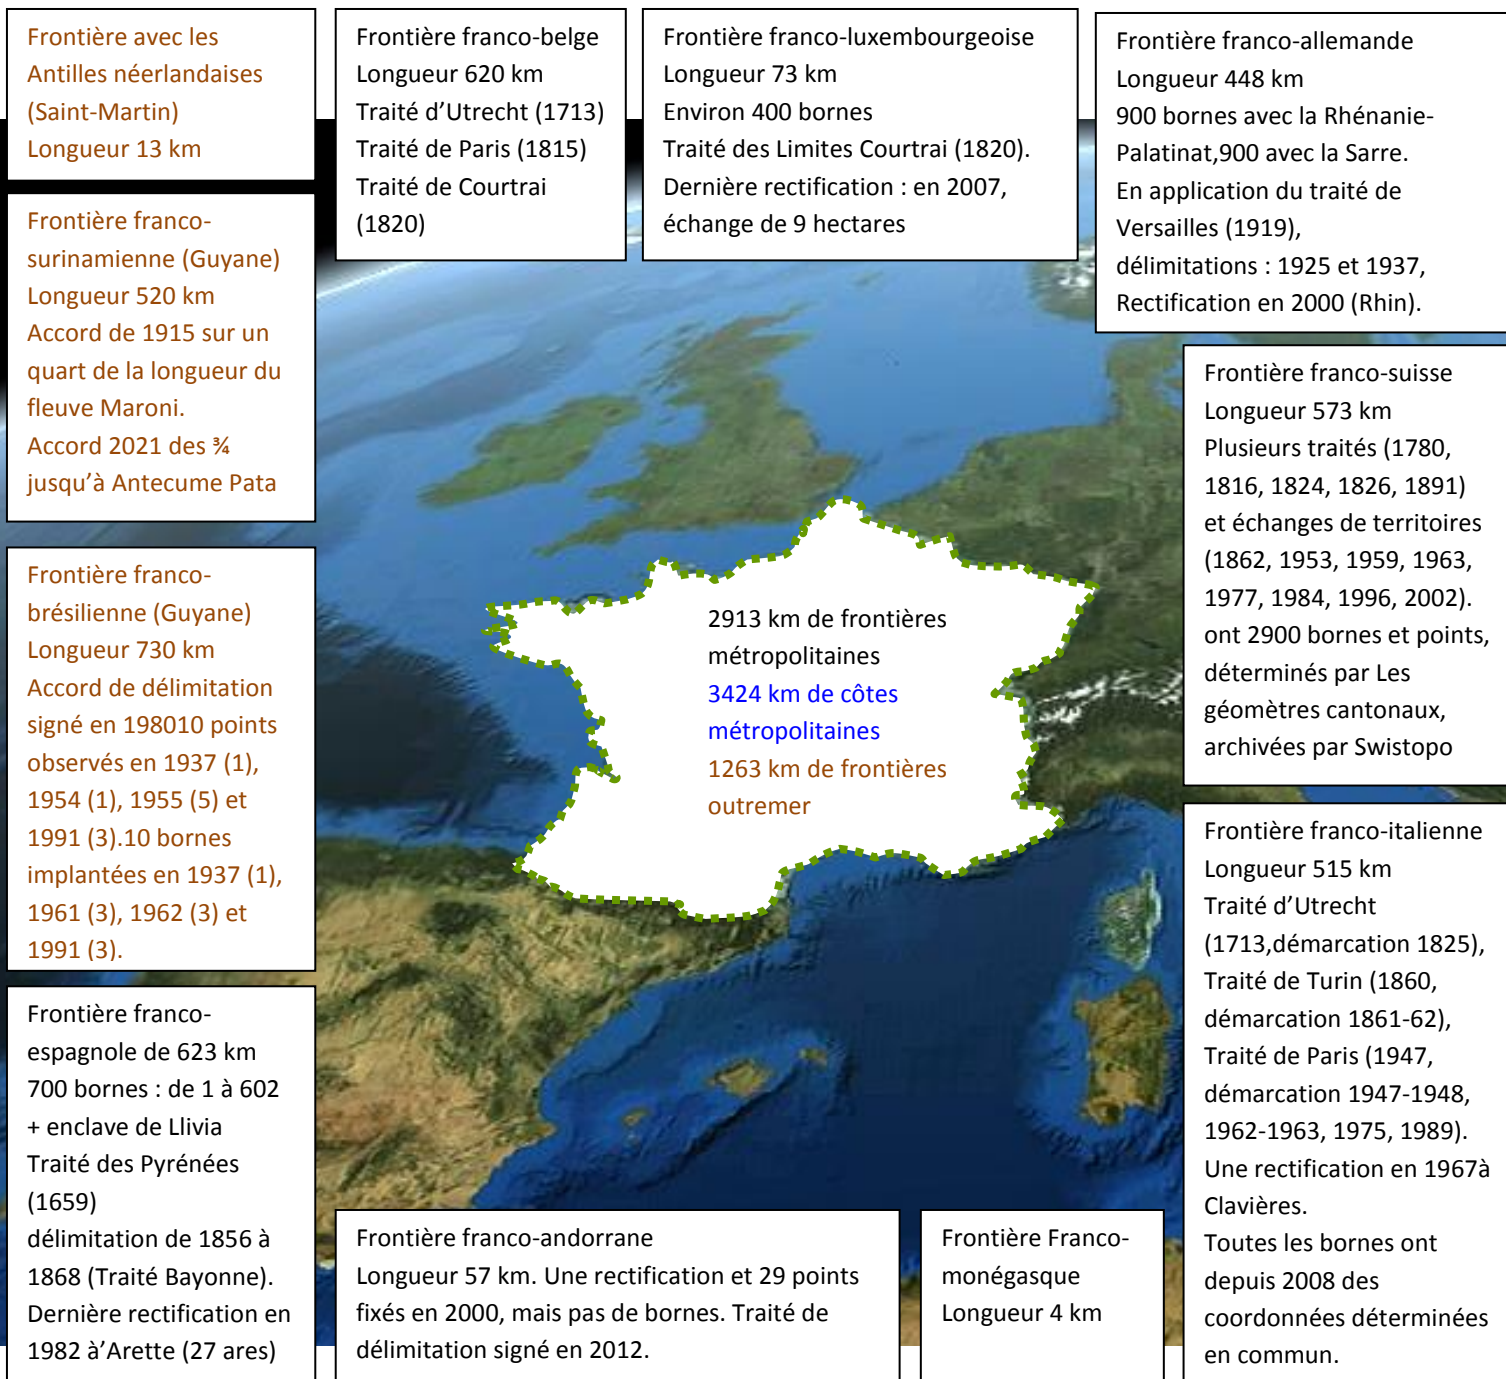 Frontière avec les
Antilles néerlandaises
(Saint-Martin)
Longueur 13 km
Frontière franco-belge
Longueur 620 km
Traité d’Utrecht (1713)
Traité de Paris (1815)
Traité de Courtrai
(1820)
Frontière franco-luxembourgeoise
Longueur 73 km
Environ 400 bornes
Traité des Limites Courtrai (1820).
Dernière rectification : en 2007,
échange de 9 hectares
Frontière franco-allemande
Longueur 448 km
900 bornes avec la Rhénanie-
Palatinat,900 avec la Sarre.
En application du traité de
Versailles (1919),
délimitations : 1925 et 1937,
Rectification en 2000 (Rhin).
Frontière franco-
surinamienne (Guyane)
Longueur 520 km
Accord de 1915 sur un
quart de la longueur du
fleuve Maroni.
Accord 2021 des ¾
jusqu’à Antecume Pata
Frontière franco-suisse
Longueur 573 km
Plusieurs traités (1780,
1816, 1824, 1826, 1891)
et échanges de territoires
(1862, 1953, 1959, 1963,
1977, 1984, 1996, 2002).
ont 2900 bornes et points,
déterminés par Les
géomètres cantonaux,
archivées par Swistopo
Frontière franco-
brésilienne (Guyane)
Longueur 730 km
Accord de délimitation
signé en 198010 points
observés en 1937 (1),
1954 (1), 1955 (5) et
1991 (3).10 bornes
implantées en 1937 (1),
1961 (3), 1962 (3) et
1991 (3).
2913 km de frontières
métropolitaines
3424 km de côtes
métropolitaines
1263 km de frontières
outremer
Frontière franco-italienne
Longueur 515 km
Traité d’Utrecht
(1713,démarcation 1825),
Traité de Turin (1860,
démarcation 1861-62),
Traité de Paris (1947,
démarcation 1947-1948,
1962-1963, 1975, 1989).
Une rectification en 1967à
Clavières.
Toutes les bornes ont
depuis 2008 des
coordonnées déterminées
en commun.
Frontière franco-
espagnole de 623 km
700 bornes : de 1 à 602
+ enclave de Llivia
Traité des Pyrénées
(1659)
délimitation de 1856 à
1868 (Traité Bayonne).
Dernière rectification en
1982 à’Arette (27 ares)
Frontière franco-andorrane
Longueur 57 km. Une rectification et 29 points
fixés en 2000, mais pas de bornes. Traité de
délimitation signé en 2012.
Frontière Franco-
monégasque
Longueur 4 km